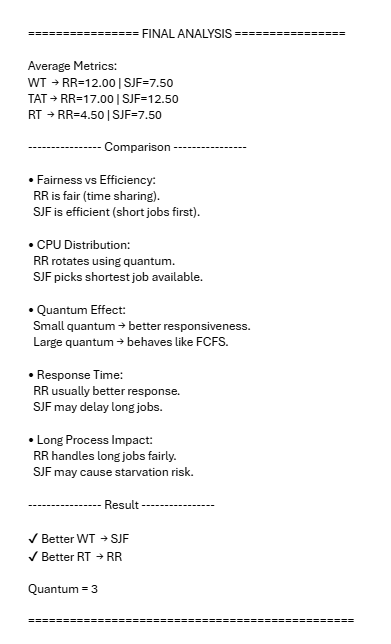 ================ FINAL ANALYSIS ================
Average Metrics:
WT → RR=12.00 | SJF=7.50
TAT → RR=17.00 | SJF=12.50
RT → RR=4.50 | SJF=7.50
---------------- Comparison ----------------
• Fairness vs Efficiency:
RR is fair (time sharing).
SJF is efficient (short jobs first).
• CPU Distribution:
RR rotates using quantum.
SJF picks shortest job available.
• Quantum Effect:
Small quantum → better responsiveness.
Large quantum → behaves like FCFS.
• Response Time:
RR usually better response.
SJF may delay long jobs.
• Long Process Impact:
RR handles long jobs fairly.
SJF may cause starvation risk.
---------------- Result ----------------
✔ Better WT → SJF
✔ Better RT → RR
Quantum = 3
================================================